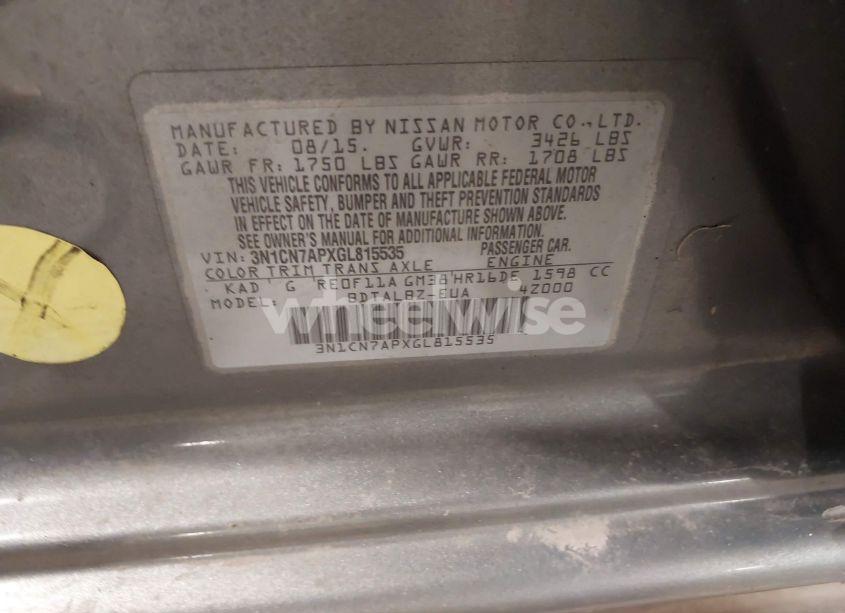 MANUFACTURED BY NISSAN MOTOR CO.,LTD.
DATE: 08/15. GVWR: 3426 LBS
GAWR FR: 1750 LBS GAWR RR: 1708 LBS
THIS VEHICLE CONFORMS TO ALL APPLICABLE FEDERAL MOTOR
VEHICLE SAFETY, BUMPER AND THEFT PREVENTION STANDARDS
IN EFFECT ON THE DATE OF MANUFACTURE SHOWN ABOVE.
SEE OWNER'S MANUAL FOR ADDITIONAL INFORMATION.
VIN: 3N1CN7APXGL815535 PASSENGER CAR.
COLOR TRIM TRANS AXLE ENGINE
KAD G RE0F11A GM38 HR16DE 1598 CC
MODEL: BDTALBZ-EUA 42000
wheelwise
3N1CN7APXGL815535